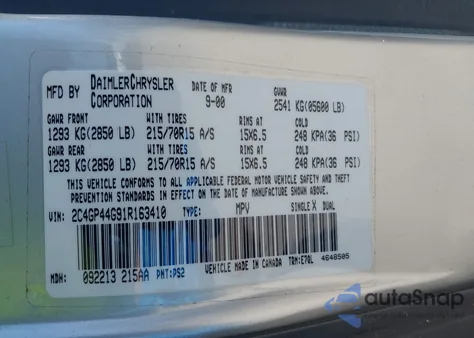 MFD BY: DAIMLERCHRYSLER CORPORATION DATE OF MFR 9-00 GVWR 2541 KG(05600 LB)
GAWR FRONT WITH TIRES RIMS AT COLD
1293 KG(2850 LB) 215/70R15 A/S 15X6.5 248 KPA(36 PSI)
GAWR REAR WITH TIRES RIMS AT COLD
1293 KG(2850 LB) 215/70R15 A/S 15X6.5 248 KPA(36 PSI)
THIS VEHICLE CONFORMS TO ALL APPLICABLE FEDERAL MOTOR VEHICLE SAFETY AND THEFT PREVENTION
STANDARDS IN EFFECT ON THE DATE OF MANUFACTURE SHOWN ABOVE.
VIN: 2C4GP44G91R163410 TYPE: MPV SINGLE X DUAL
MDH: 092213 215AA PNT:PS2 VEHICLE MADE IN CANADA TRM:E7QL 4648505
autoSnap